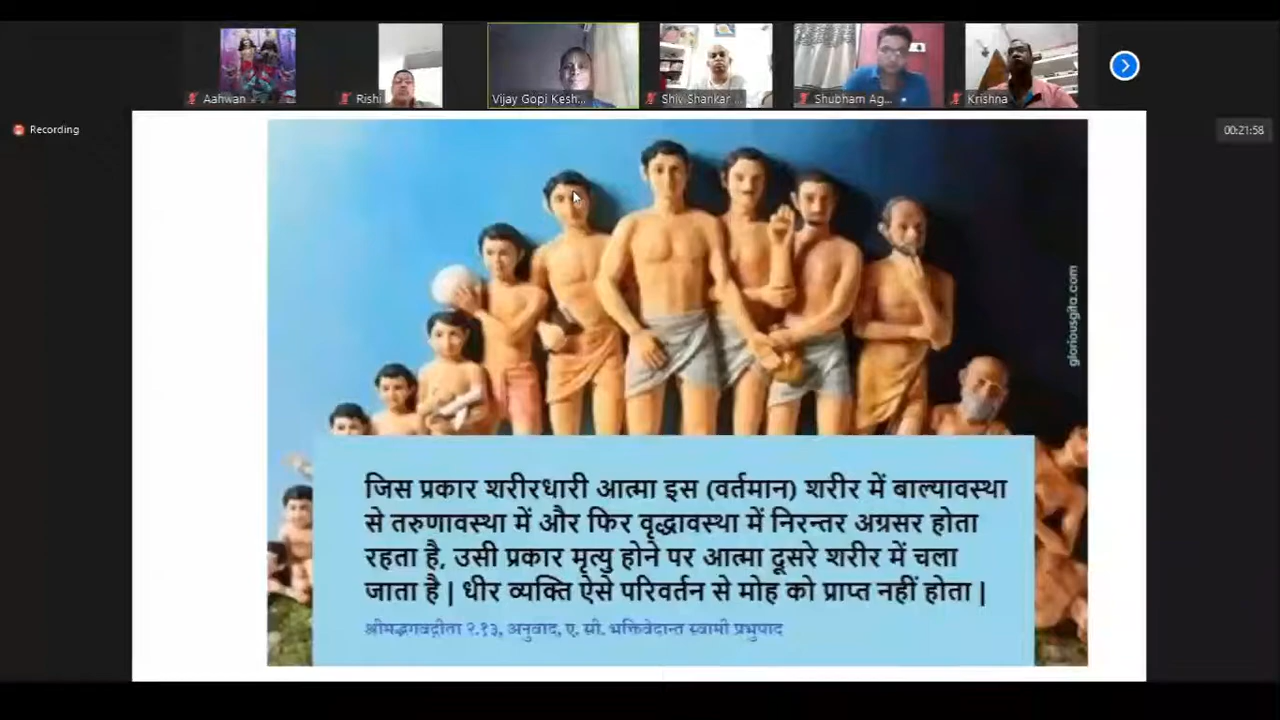 Aahwan
Rishi
Vijay Gopi Kesh...
Shiv Shankar ...
Shubham Ag...
Krishna
Recording
00:21:58
gloriousgita.com
जिस प्रकार शरीरधारी आत्मा इस (वर्तमान) शरीर में बाल्यावस्था
से तरुणावस्था में और फिर वृद्धावस्था में निरन्तर अग्रसर होता
रहता है, उसी प्रकार मृत्यु होने पर आत्मा दूसरे शरीर में चला
जाता है | धीर व्यक्ति ऐसे परिवर्तन से मोह को प्राप्त नहीं होता |
श्रीमद्भगवद्गीता २.१३, अनुवाद, ए. सी. भक्तिवेदान्त स्वामी प्रभुपाद